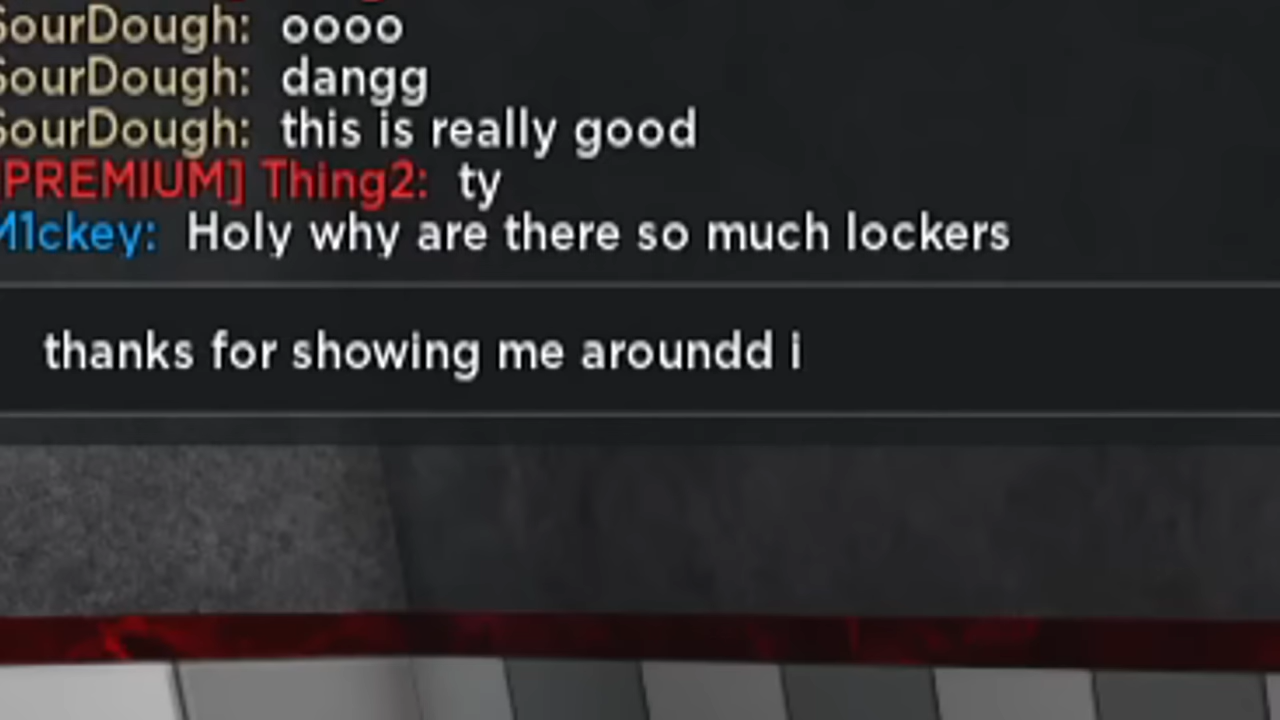 SourDough: oooo
SourDough: dangg
SourDough: this is really good
[PREMIUM] Thing2: ty
M1ckey: Holy why are there so much lockers
thanks for showing me aroundd i